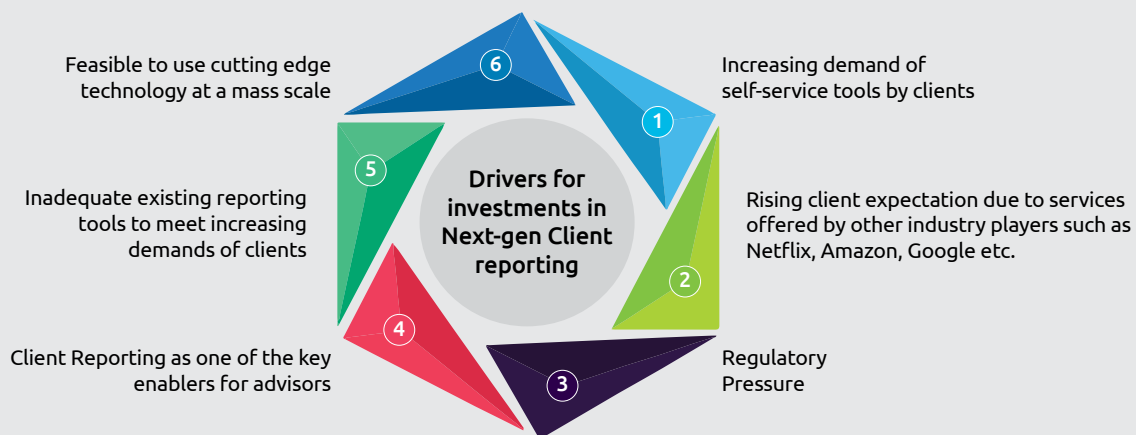 Drivers for
investments in
Next-gen Client
reporting
1
Increasing demand of
self-service tools by clients
2
Rising client expectation due to services
offered by other industry players such as
Netflix, Amazon, Google etc.
3
Regulatory
Pressure
4
Client Reporting as one of the key
enablers for advisors
5
Inadequate existing reporting
tools to meet increasing
demands of clients
6
Feasible to use cutting edge
technology at a mass scale